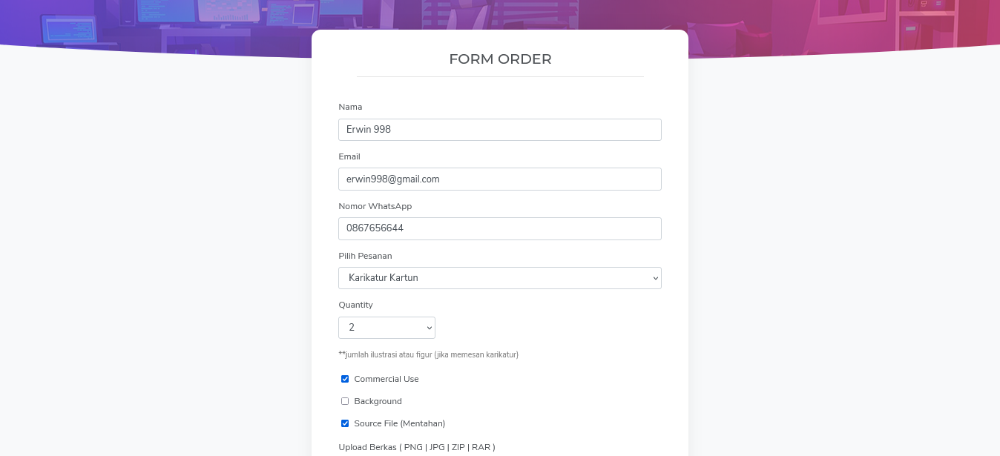 FORM ORDER
Nama
Erwin 998
Email
erwin998@gmail.com
Nomor WhatsApp
0867656644
Pilih Pesanan
Karikatur Kartun
Quantity
2
**jumlah ilustrasi atau figur (jika memesan karikatur)
Commercial Use
Background
Source File (Mentahan)
Upload Berkas ( PNG | JPG | ZIP | RAR )